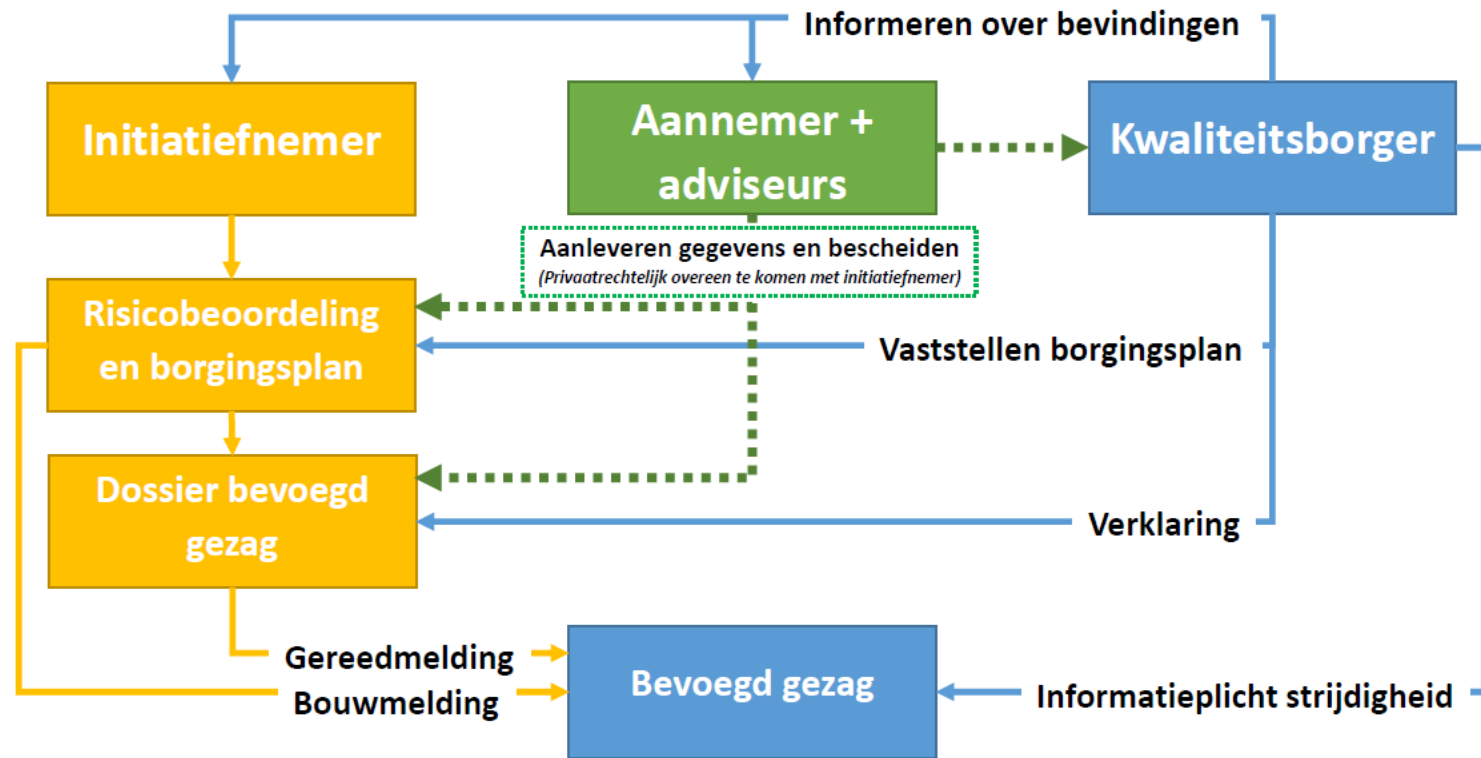 Informeren over bevindingen
Initiatiefnemer
Aannemer +
adviseurs
Kwaliteitsborger
Aanleveren gegevens en bescheiden
(Privaatrechtelijk overeen te komen met initiatiefnemer)
Risicobeoordeling
en borgingsplan
Vaststellen borgingsplan
Dossier bevoegd
gezag
Verklaring
Gereedmelding
Bouwmelding
Bevoegd gezag
Informatieplicht strijdigheid